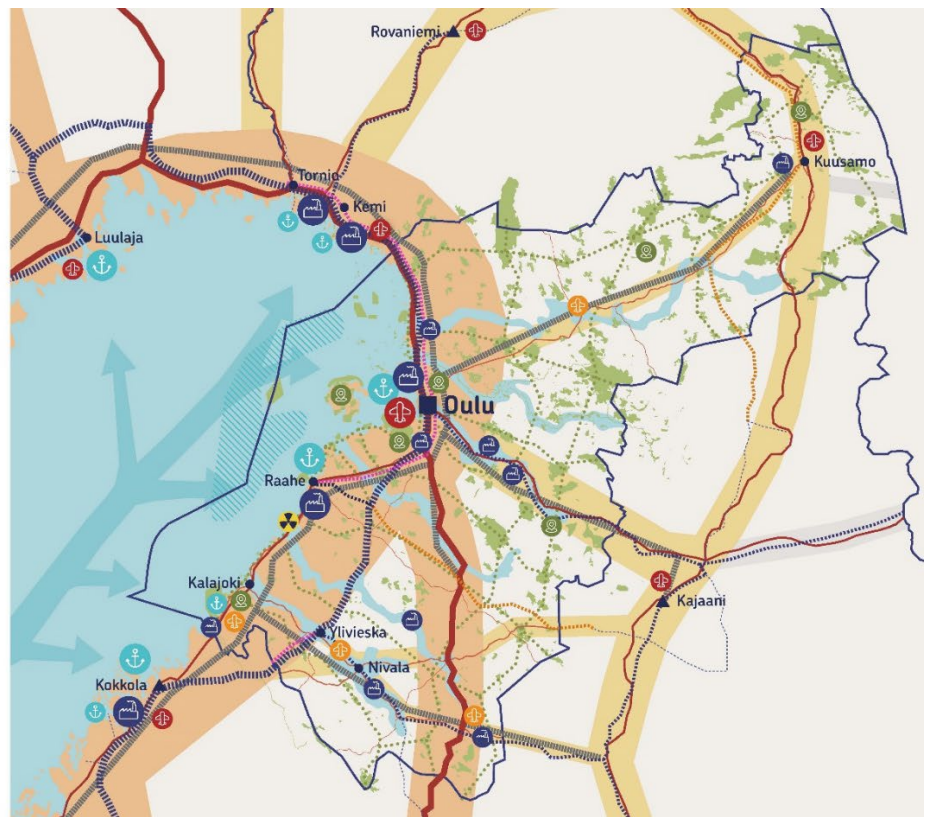 Rovaniemi
Kuusamo
Tornio
Kemi
Luulaja
Oulu
Raahe
Kalajoki
Kajaani
Ylivieska
Nivala
Kokkola